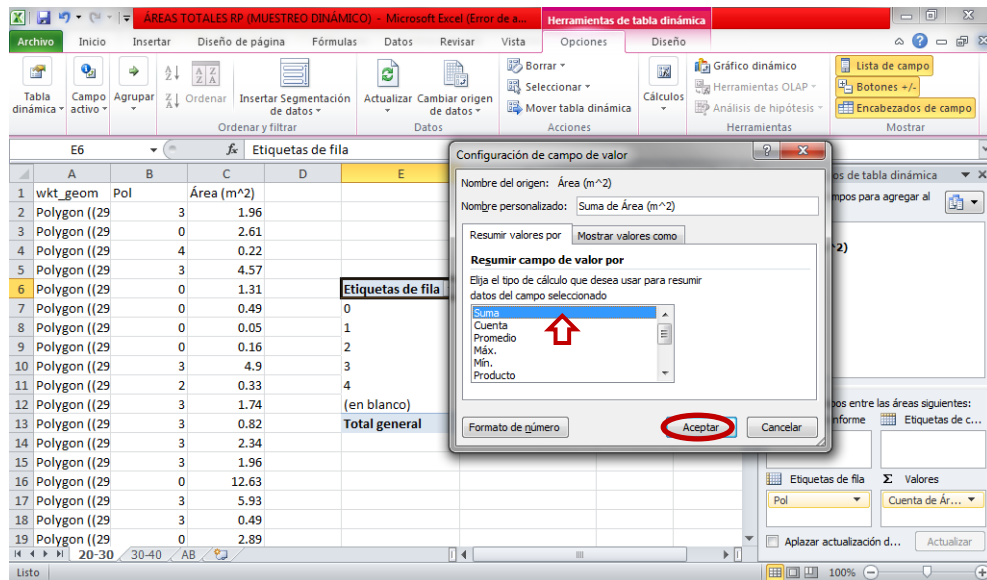 ÁREAS TOTALES RP (MUESTREO DINÁMICO) - Microsoft Excel (Error de a...
Herramientas de tabla dinámica
Archivo Inicio Insertar Diseño de página Fórmulas Datos Revisar Vista Opciones Diseño
Tabla dinámica
Campo activo
Agrupar
Ordenar
Insertar Segmentación de datos
Ordenar y filtrar
Actualizar
Cambiar origen de datos
Datos
Borrar
Seleccionar
Mover tabla dinámica
Acciones
Cálculos
Gráfico dinámico
Herramientas OLAP
Análisis de hipótesis
Herramientas
Lista de campo
Botones +/-
Encabezados de campo
Mostrar
E6 fx Etiquetas de fila
A B C D E
1 wkt_geom Pol Área (m^2)
2 Polygon ((29 3 1.96
3 Polygon ((29 0 2.61
4 Polygon ((29 4 0.22
5 Polygon ((29 3 4.57
6 Polygon ((29 0 1.31 Etiquetas de fila
7 Polygon ((29 0 0.49 0
8 Polygon ((29 0 0.05 1
9 Polygon ((29 0 0.16 2
10 Polygon ((29 3 4.9 3
11 Polygon ((29 2 0.33 4
12 Polygon ((29 3 1.74 (en blanco)
13 Polygon ((29 3 0.82 Total general
14 Polygon ((29 3 2.34
15 Polygon ((29 3 1.96
16 Polygon ((29 0 12.63
17 Polygon ((29 3 5.93
18 Polygon ((29 3 0.49
19 Polygon ((29 0 2.89
Configuración de campo de valor
Nombre del origen: Área (m^2)
Nombre personalizado: Suma de Área (m^2)
Resumir valores por Mostrar valores como
Resumir campo de valor por
Elija el tipo de cálculo que desea usar para resumir
datos del campo seleccionado
Suma
Cuenta
Promedio
Máx.
Mín.
Producto
Formato de número Aceptar Cancelar
os de tabla dinámica
mpos para agregar al
^2)
os entre las áreas siguientes:
nforme Etiquetas de c...
Etiquetas de fila Σ Valores
Pol Cuenta de Ár...
Aplazar actualización d... Actualizar
20-30 30-40 AB
Listo 100%